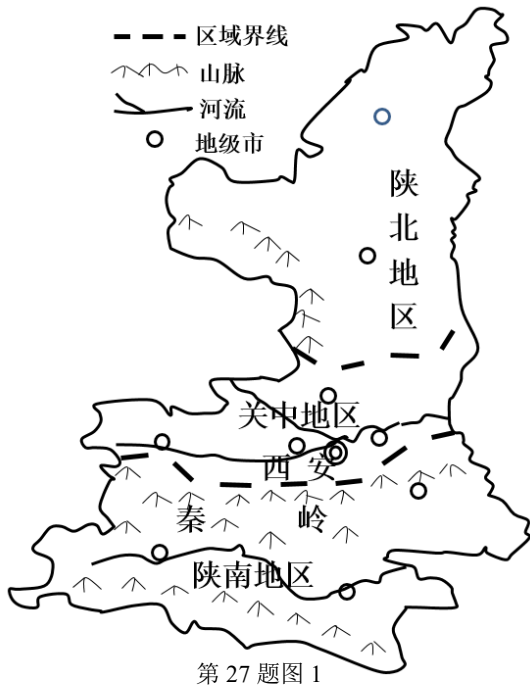 区域界线
山脉
河流
地级市
陕北地区
关中地区
西安
秦岭
陕南地区
第 27 题图 1